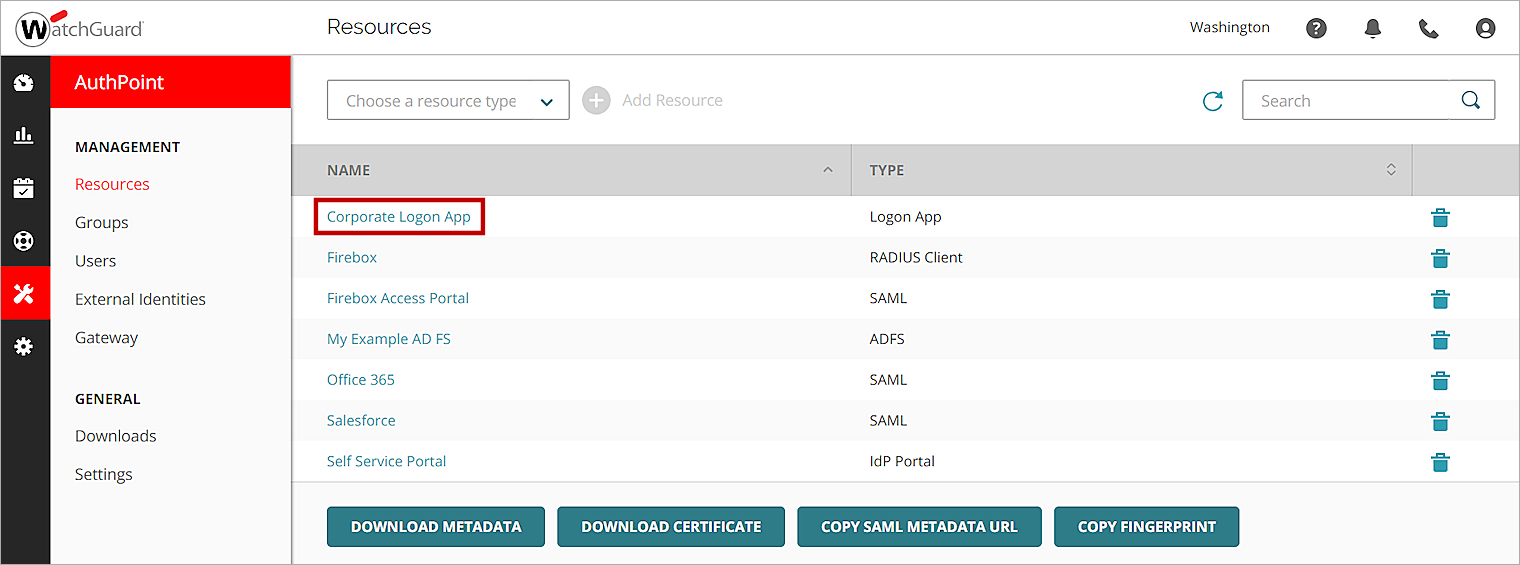 WatchGuard
Resources
Washington
AuthPoint
MANAGEMENT
Resources
Groups
Users
External Identities
Gateway
GENERAL
Downloads
Settings
Choose a resource type
Add Resource
Search
NAME TYPE
Corporate Logon App Logon App
Firebox RADIUS Client
Firebox Access Portal SAML
My Example AD FS ADFS
Office 365 SAML
Salesforce SAML
Self Service Portal IdP Portal
DOWNLOAD METADATA DOWNLOAD CERTIFICATE COPY SAML METADATA URL COPY FINGERPRINT